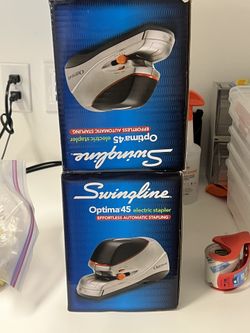 Swingline
Optima 45 electric stapler
EFFORTLESS AUTOMATIC STAPLING
Swingline
Optima 45 electric stapler
EFFORTLESS AUTOMATIC STAPLING